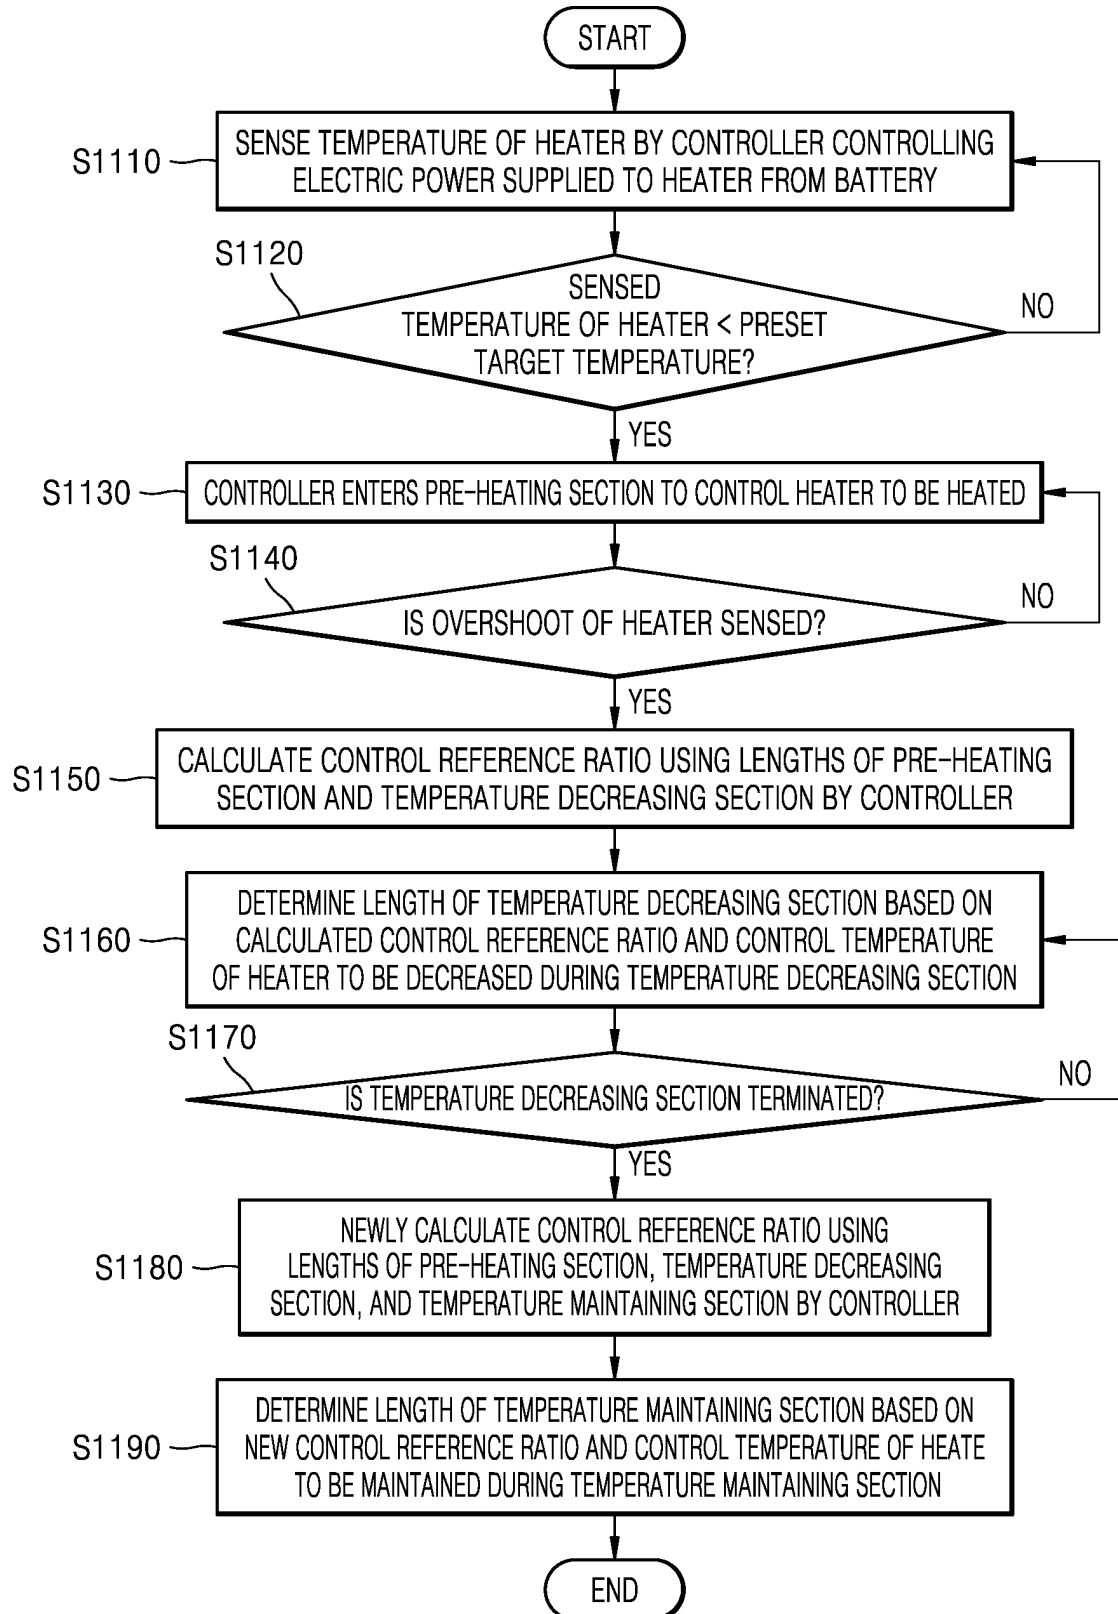 START
S1110
SENSE TEMPERATURE OF HEATER BY CONTROLLER CONTROLLING
ELECTRIC POWER SUPPLIED TO HEATER FROM BATTERY
S1120
SENSED
TEMPERATURE OF HEATER < PRESET
TARGET TEMPERATURE?
NO
YES
S1130
CONTROLLER ENTERS PRE-HEATING SECTION TO CONTROL HEATER TO BE HEATED
S1140
IS OVERSHOOT OF HEATER SENSED?
NO
YES
S1150
CALCULATE CONTROL REFERENCE RATIO USING LENGTHS OF PRE-HEATING
SECTION AND TEMPERATURE DECREASING SECTION BY CONTROLLER
S1160
DETERMINE LENGTH OF TEMPERATURE DECREASING SECTION BASED ON
CALCULATED CONTROL REFERENCE RATIO AND CONTROL TEMPERATURE
OF HEATER TO BE DECREASED DURING TEMPERATURE DECREASING SECTION
S1170
IS TEMPERATURE DECREASING SECTION TERMINATED?
NO
YES
S1180
NEWLY CALCULATE CONTROL REFERENCE RATIO USING
LENGTHS OF PRE-HEATING SECTION, TEMPERATURE DECREASING
SECTION, AND TEMPERATURE MAINTAINING SECTION BY CONTROLLER
S1190
DETERMINE LENGTH OF TEMPERATURE MAINTAINING SECTION BASED ON
NEW CONTROL REFERENCE RATIO AND CONTROL TEMPERATURE OF HEATE
TO BE MAINTAINED DURING TEMPERATURE MAINTAINING SECTION
END